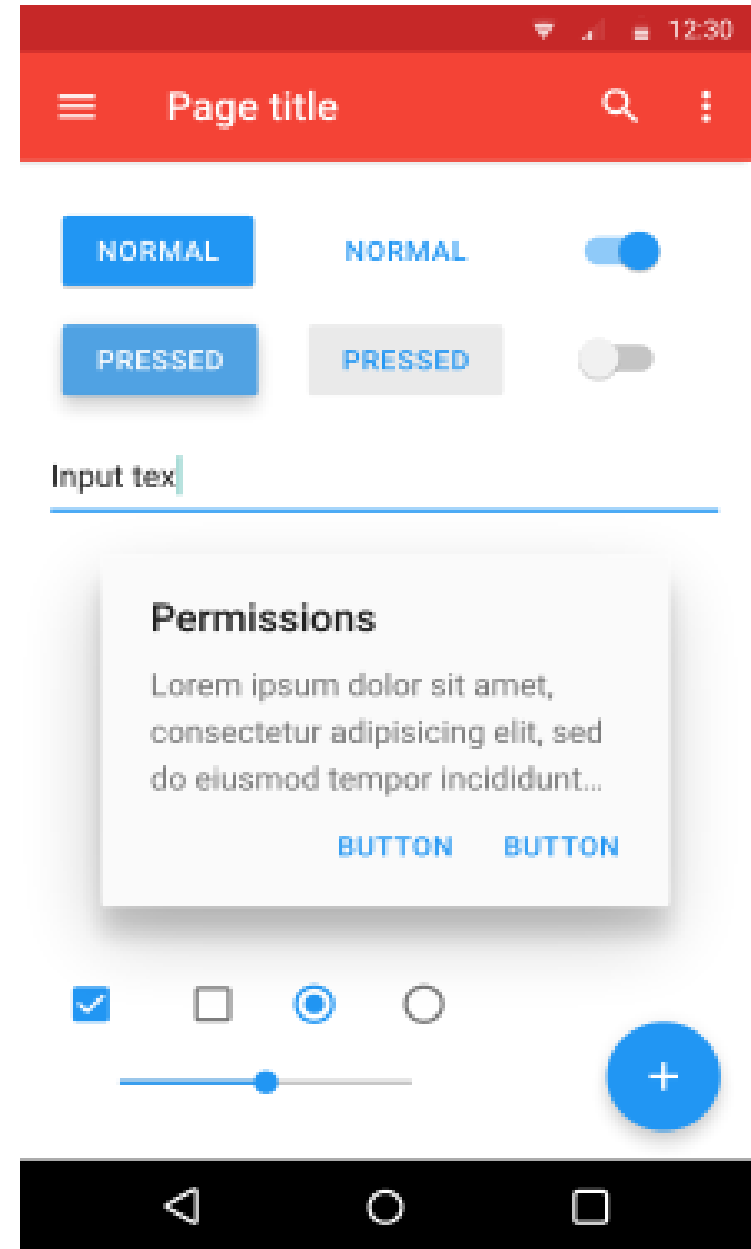 12:30
Page title
NORMAL NORMAL
PRESSED PRESSED
Input tex
Permissions
Lorem ipsum dolor sit amet,
consectetur adipisicing elit, sed
do eiusmod tempor incididunt...
BUTTON BUTTON